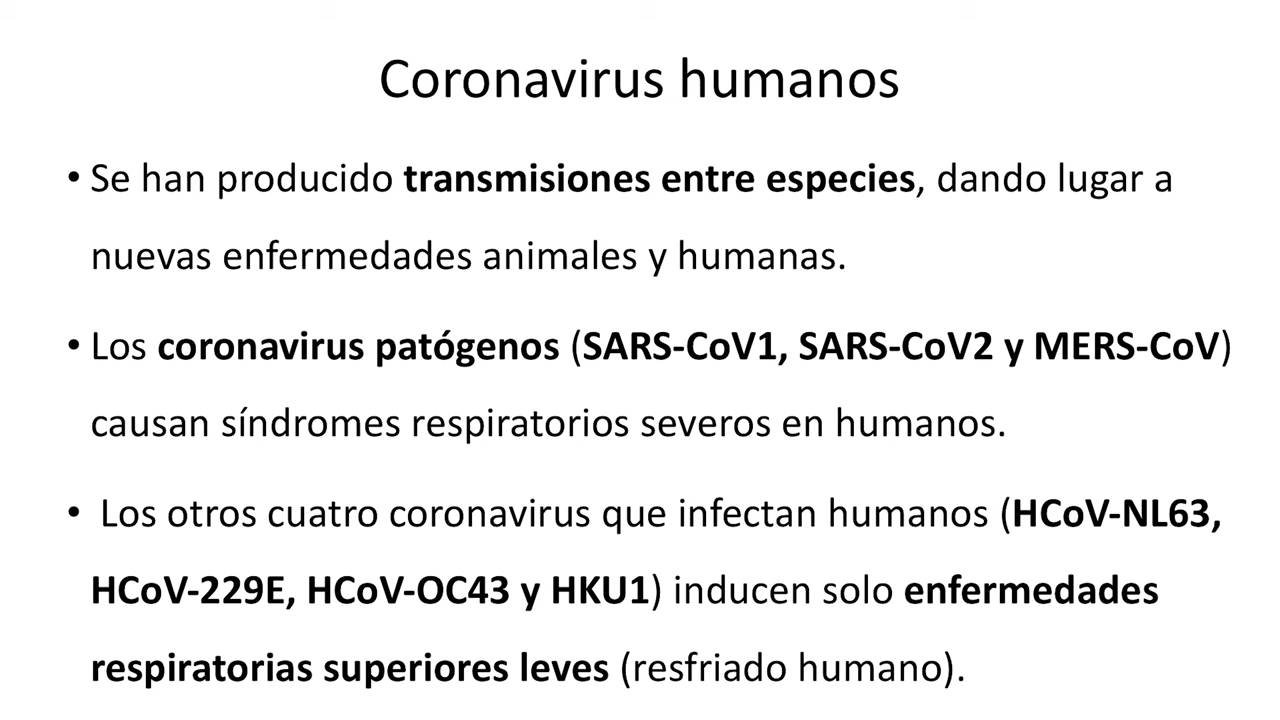 Coronavirus humanos
• Se han producido transmisiones entre especies, dando lugar a
nuevas enfermedades animales y humanas.
• Los coronavirus patógenos (SARS-CoV1, SARS-CoV2 y MERS-CoV)
causan síndromes respiratorios severos en humanos.
• Los otros cuatro coronavirus que infectan humanos (HCoV-NL63,
HCoV-229E, HCoV-OC43 y HKU1) inducen solo enfermedades
respiratorias superiores leves (resfriado humano).